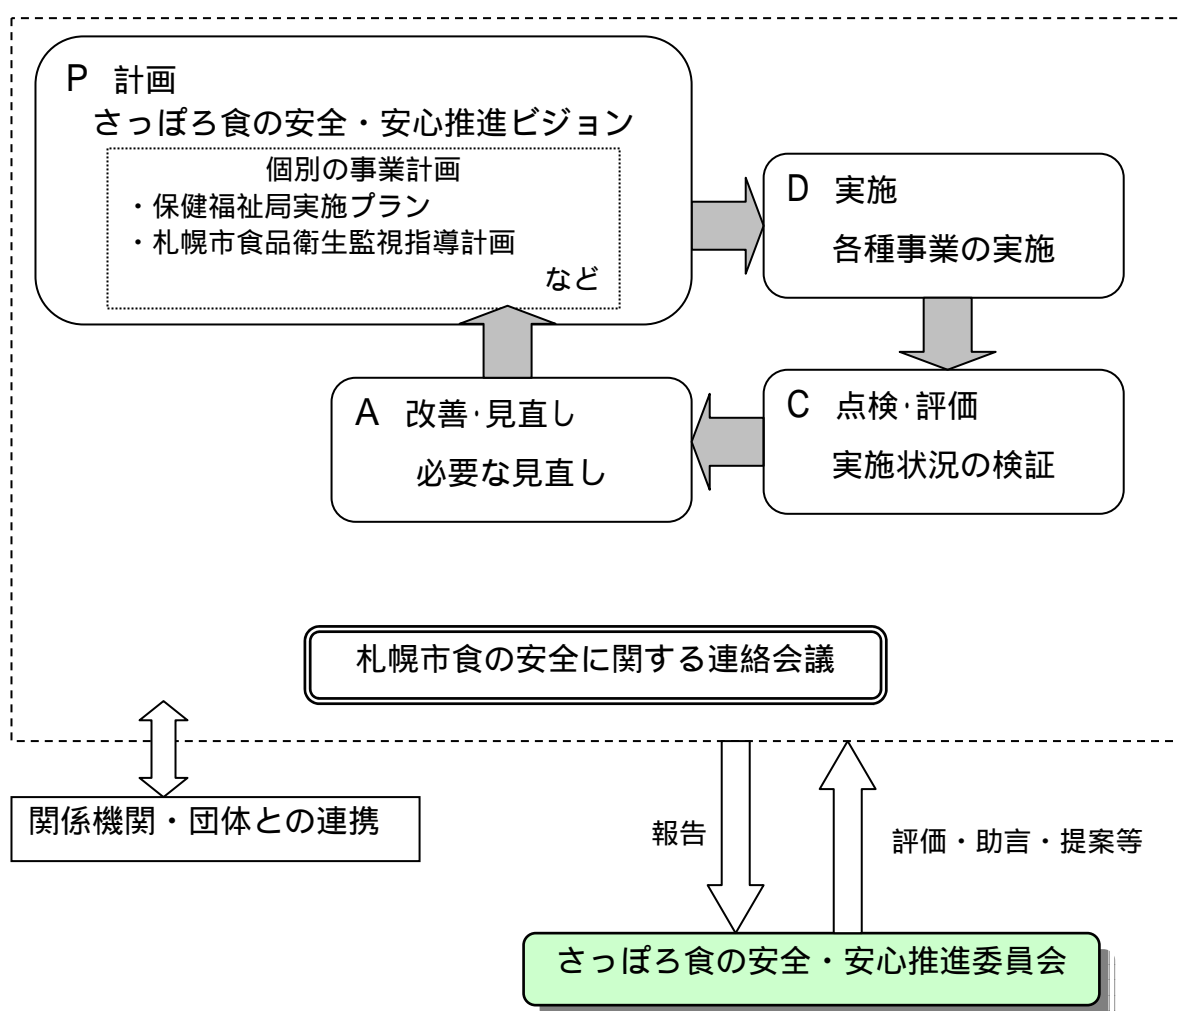 P 計画
さっぽろ食の安全・安心推進ビジョン
個別の事業計画
・保健福祉局実施プラン
・札幌市食品衛生監視指導計画
など
D 実施
各種事業の実施
C 点検・評価
実施状況の検証
A 改善・見直し
必要な見直し
札幌市食の安全に関する連絡会議
関係機関・団体との連携
報告
評価・助言・提案等
さっぽろ食の安全・安心推進委員会